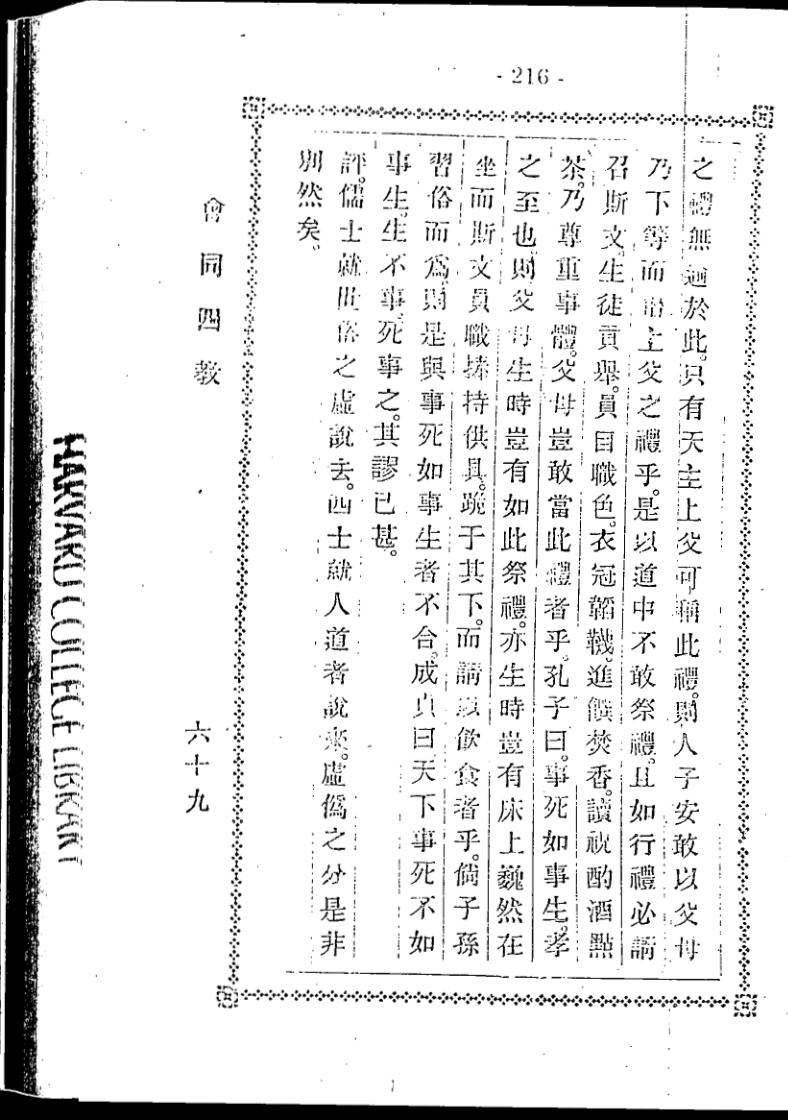 - 216 -
之禮無過於此。只有天主上父可稱此禮。則人子安敢以父母
乃下等而 上父之禮乎。是以道中不敢祭禮。且如行禮必請
召斯文。生徒貢舉。員目職色。衣冠韜韈。進饌焚香。讀祝酌酒點
茶。乃尊重事體。父母豈敢當此禮者乎。孔子曰。事死如事生。孝
之至也。則父母生時豈有如此祭禮。亦生時豈有床上巍然在
坐而斯文員職捧持供具。跪于其下。而請 飲食者乎。倘子孫
習俗而爲。則是與事死如事生者不合。成 曰天下事死不如
事生。生不事。死事之。其謬已甚。
評。儒士就世俗之虛說去。西士就人道者說來。虛僞之分是非
別然矣。
會同四教
六十九
HARVARD COLLEGE LIBRARY